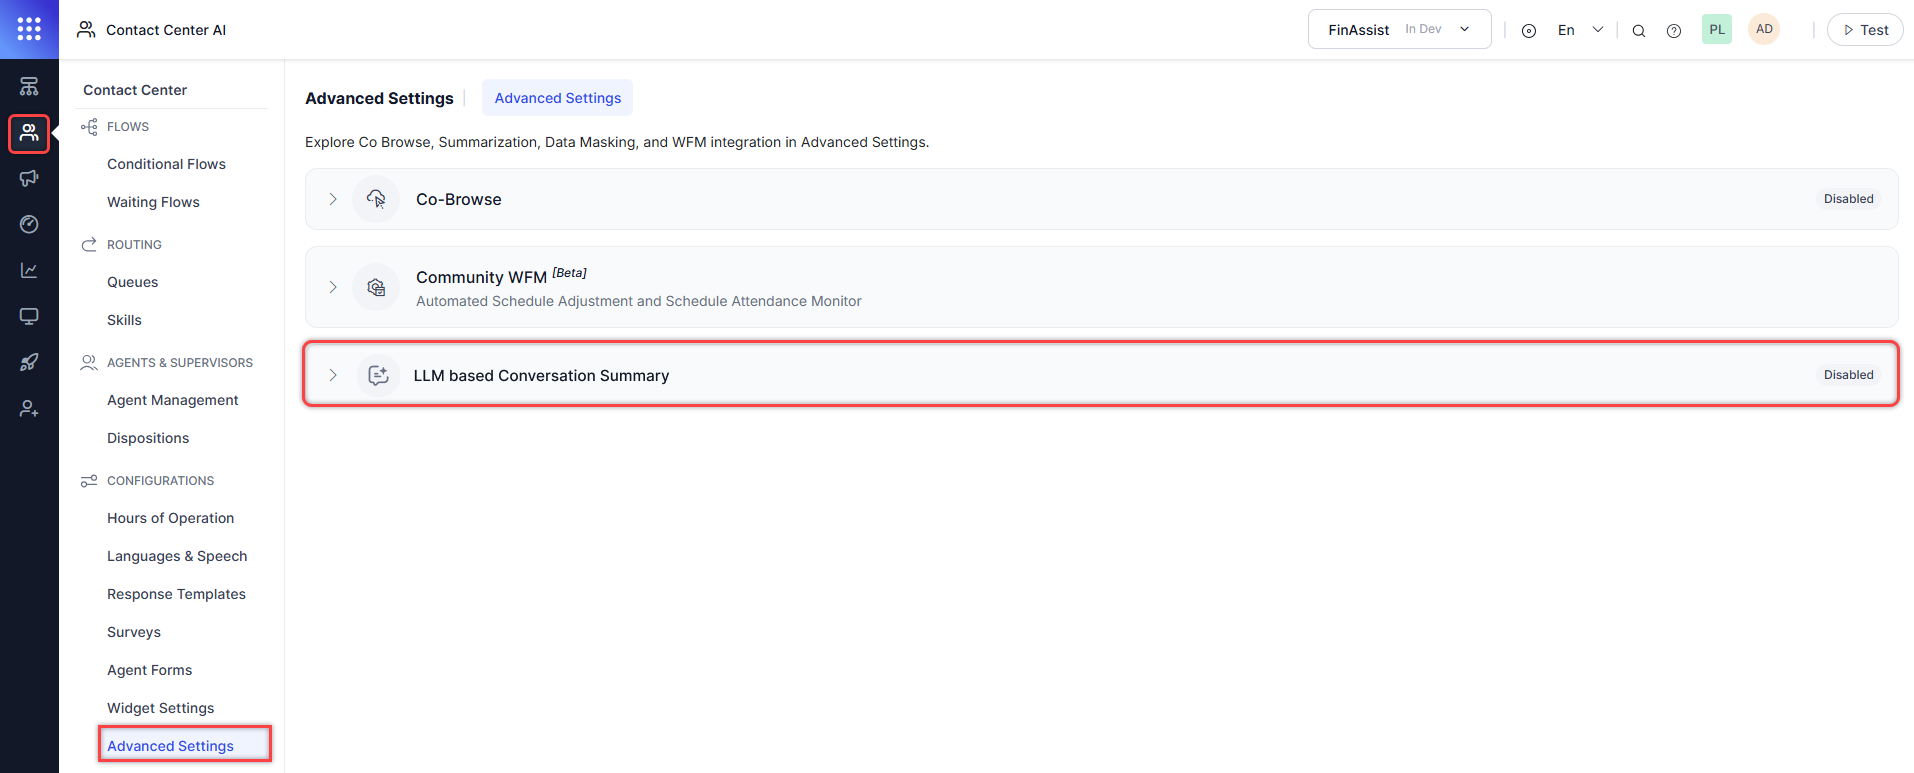 Contact Center AI
FinAssist In Dev
En
PL
AD
Test
Contact Center
FLOWS
Conditional Flows
Waiting Flows
ROUTING
Queues
Skills
AGENTS & SUPERVISORS
Agent Management
Dispositions
CONFIGURATIONS
Hours of Operation
Languages & Speech
Response Templates
Surveys
Agent Forms
Widget Settings
Advanced Settings
Advanced Settings
Advanced Settings
Explore Co Browse, Summarization, Data Masking, and WFM integration in Advanced Settings.
Co-Browse
Disabled
Community WFM [Beta]
Automated Schedule Adjustment and Schedule Attendance Monitor
LLM based Conversation Summary
Disabled